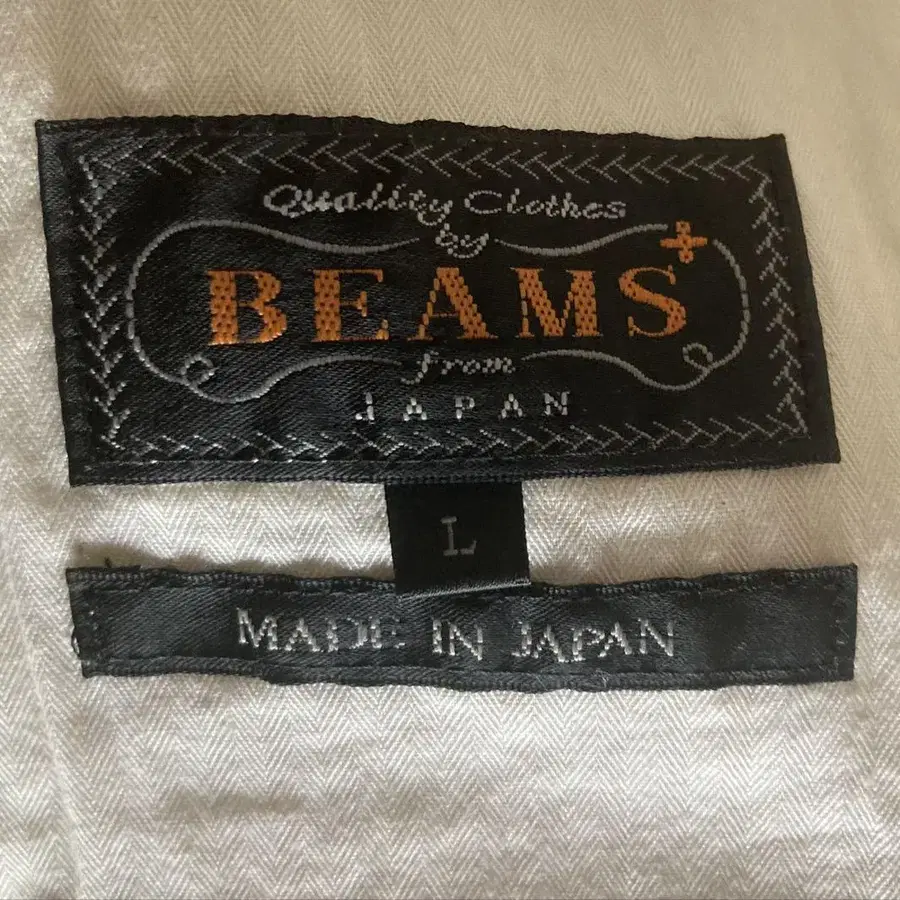 Quality Clothes
by
BEAMS+
from
JAPAN
L
MADE IN JAPAN